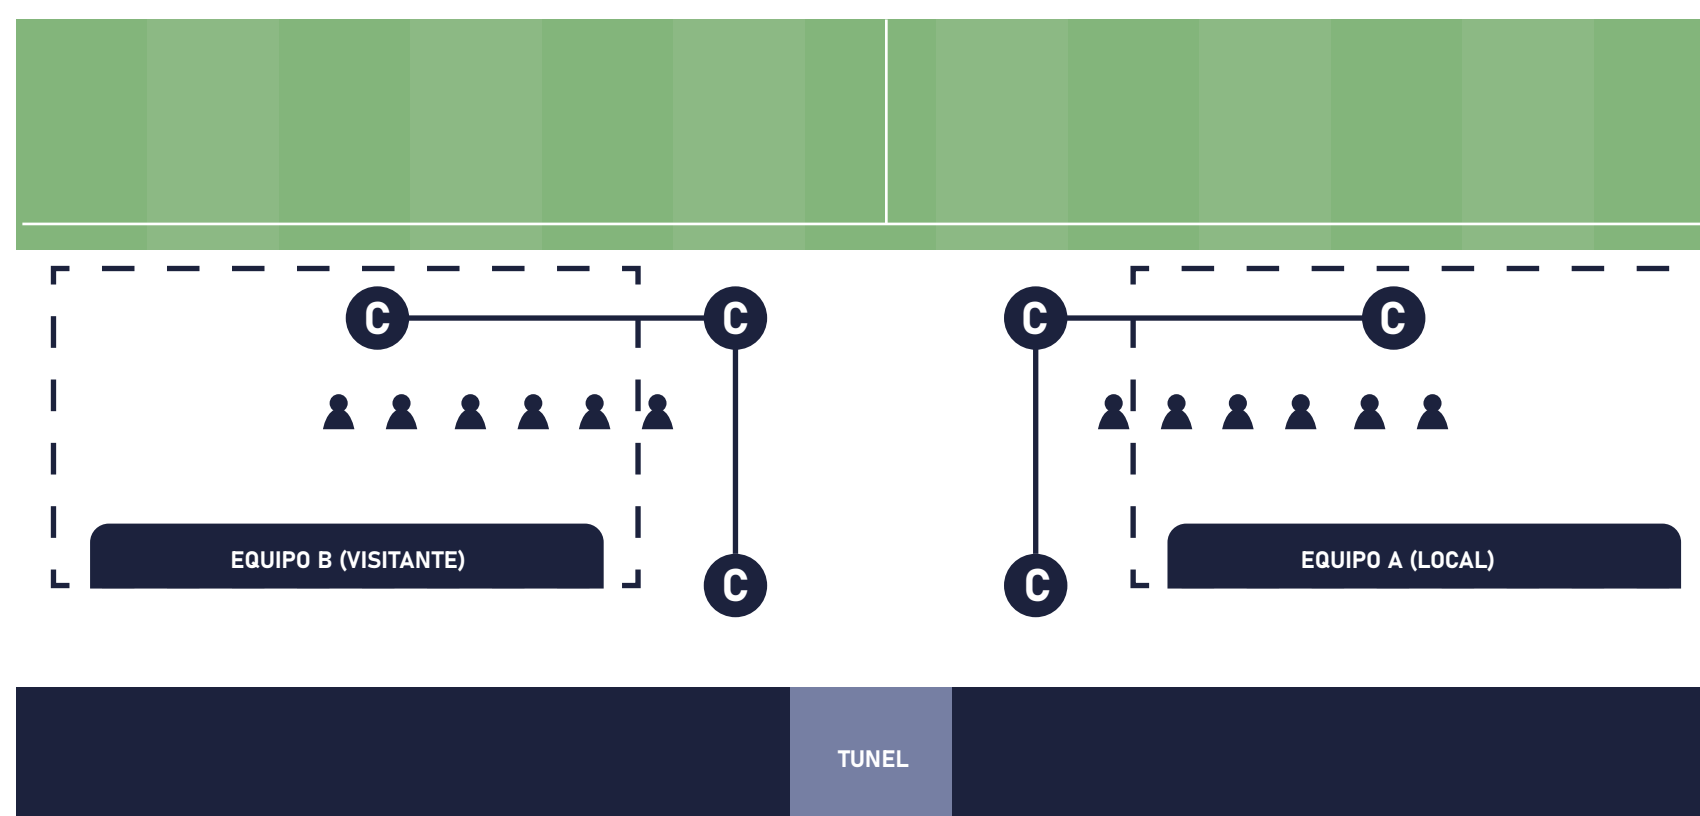 C C C C
EQUIPO B (VISITANTE) EQUIPO A (LOCAL)
C C
TUNEL